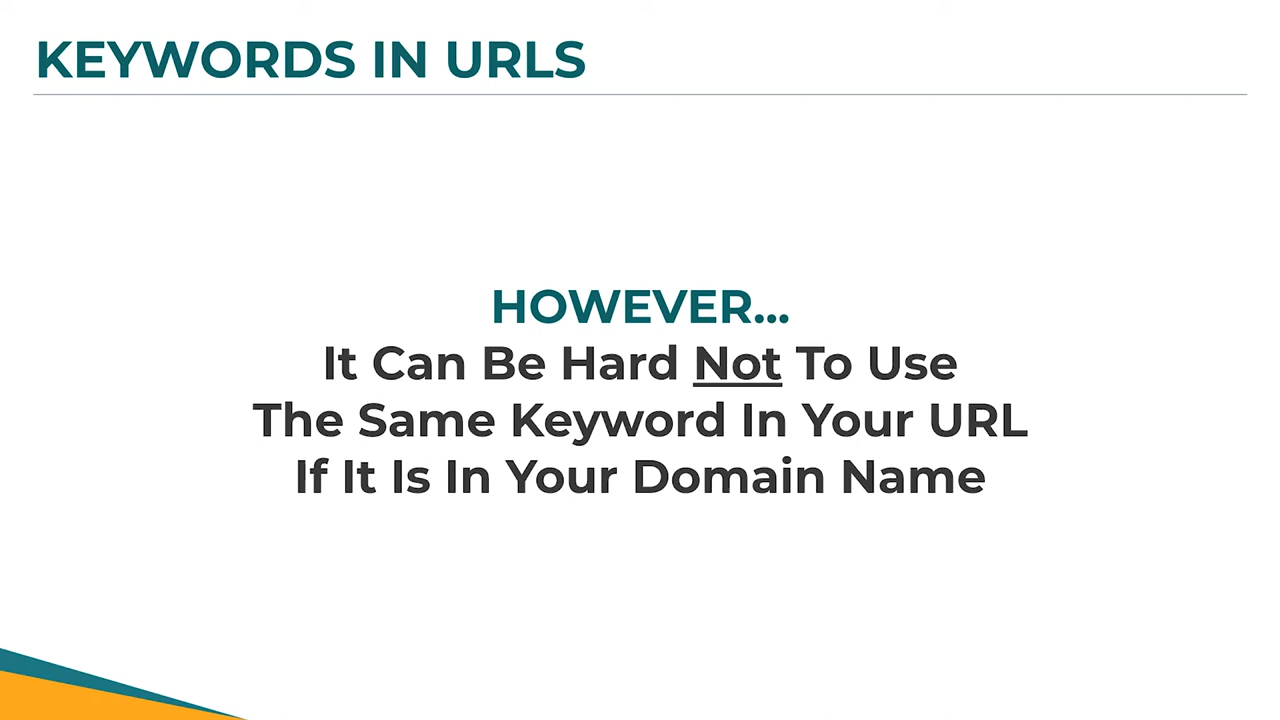 KEYWORDS IN URLS
HOWEVER...
It Can Be Hard Not To Use
The Same Keyword In Your URL
If It Is In Your Domain Name